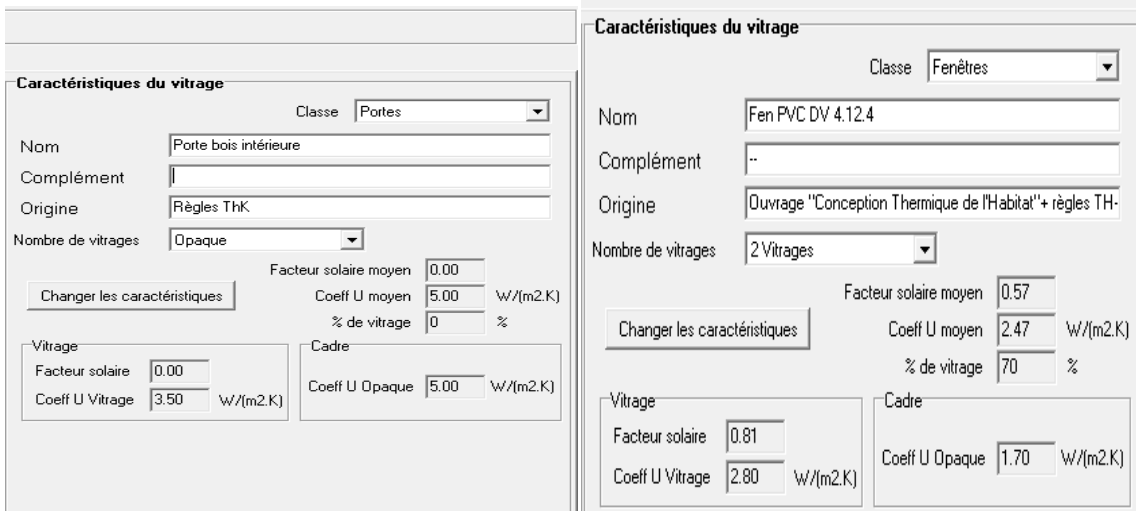 Caractéristiques du vitrage
Classe Portes
Nom Porte bois intérieure
Complément
Origine Règles ThK
Nombre de vitrages Opaque
Facteur solaire moyen 0.00
Changer les caractéristiques Coeff U moyen 5.00 W/(m2.K)
% de vitrage 0 %
Vitrage Cadre
Facteur solaire 0.00
Coeff U Opaque 5.00 W/(m2.K)
Coeff U Vitrage 3.50 W/(m2.K)
Caractéristiques du vitrage
Classe Fenêtres
Nom Fen PVC DV 4.12.4
Complément --
Origine Ouvrage "Conception Thermique de l'Habitat"+ règles TH-
Nombre de vitrages 2 Vitrages
Facteur solaire moyen 0.57
Changer les caractéristiques Coeff U moyen 2.47 W/(m2.K)
% de vitrage 70 %
Vitrage Cadre
Facteur solaire 0.81
Coeff U Opaque 1.70 W/(m2.K)
Coeff U Vitrage 2.80 W/(m2.K)